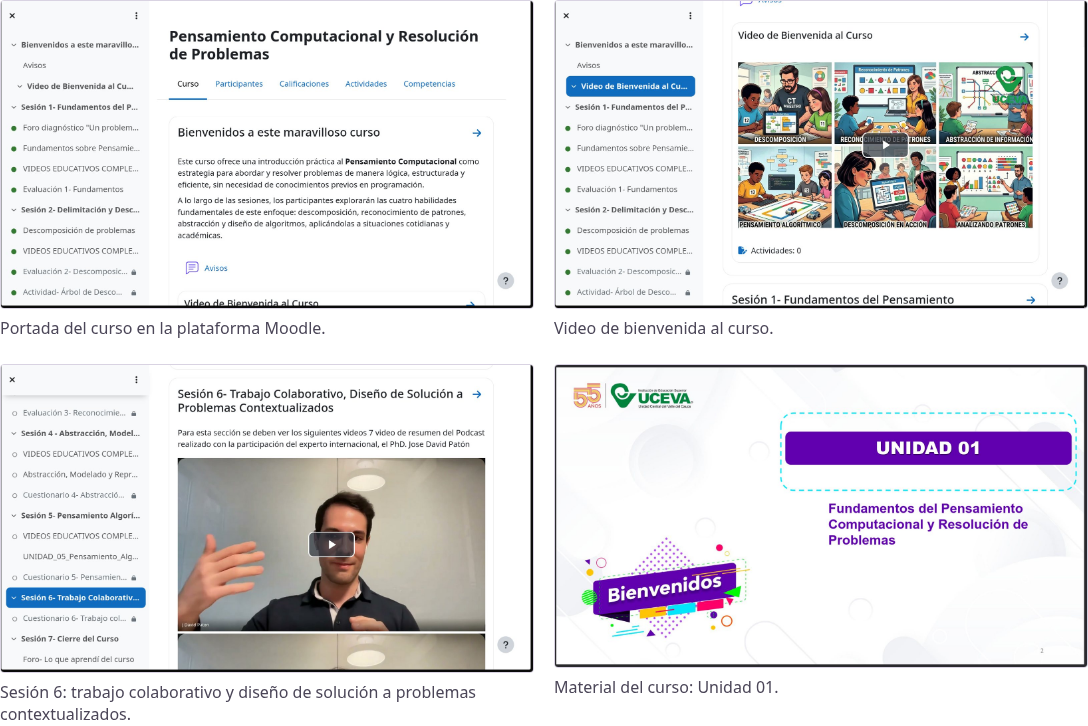 Bienvenidos a este maravillo...
Avisos
Video de Bienvenida al Cu...
Sesión 1- Fundamentos del P...
Foro diagnóstico "Un problem...
Fundamentos sobre Pensamie...
VIDEOS EDUCATIVOS COMPLE...
Evaluación 1- Fundamentos
Sesión 2- Delimitación y Desc...
Descomposición de problemas
VIDEOS EDUCATIVOS COMPLE...
Evaluación 2- Descomposic...
Actividad- Árbol de Desco...
Pensamiento Computacional y Resolución
de Problemas
Curso Participantes Calificaciones Actividades Competencias
Bienvenidos a este maravilloso curso
Este curso ofrece una introducción práctica al Pensamiento Computacional como
estrategia para abordar y resolver problemas de manera lógica, estructurada y
eficiente, sin necesidad de conocimientos previos en programación.
A lo largo de las sesiones, los participantes explorarán las cuatro habilidades
fundamentales de este enfoque: descomposición, reconocimiento de patrones,
abstracción y diseño de algoritmos, aplicándolas a situaciones cotidianas y
académicas.
Avisos
Video de Bienvenida al Curso
?
Portada del curso en la plataforma Moodle.
Bienvenidos a este maravillo...
Avisos
Video de Bienvenida al Cu...
Sesión 1- Fundamentos del P...
Foro diagnóstico "Un problem...
Fundamentos sobre Pensamie...
VIDEOS EDUCATIVOS COMPLE...
Evaluación 1- Fundamentos
Sesión 2- Delimitación y Desc...
Descomposición de problemas
VIDEOS EDUCATIVOS COMPLE...
Evaluación 2- Descomposic...
Actividad- Árbol de Desco...
Avisos
Video de Bienvenida al Curso
DESCOMPOSICIÓN
RECONOCIMIENTO DE PATRONES
ABSTRACCIÓN DE INFORMACIÓN
PENSAMIENTO ALGORÍTMICO
DESCOMPOSICIÓN EN ACCIÓN
ANALIZANDO PATRONES
Actividades: 0
Sesión 1- Fundamentos del Pensamiento
?
Video de bienvenida al curso.
Evaluación 3- Reconocimie...
Sesión 4 - Abstracción, Model...
VIDEOS EDUCATIVOS COMPLE...
Abstracción, Modelado y Repr...
Cuestionario 4- Abstracció...
Sesión 5- Pensamiento Algori...
VIDEOS EDUCATIVOS COMPLE...
UNIDAD_05_Pensamiento_Alg...
Cuestionario 5- Pensamien...
Sesión 6- Trabajo Colaborativ...
Cuestionario 6- Trabajo col...
Sesión 7- Cierre del Curso
Foro- Lo que aprendí del curso
Sesión 6- Trabajo Colaborativo, Diseño de Solución a
Problemas Contextualizados
Para esta sección se deben ver los siguientes videos 7 video de resumen del Podcast
realizado con la participación del experto internacional, el PhD. Jose David Patón
?
Sesión 6: trabajo colaborativo y diseño de solución a problemas
contextualizados.
55
AÑOS
UCEVA
UNIDAD 01
Fundamentos del Pensamiento
Computacional y Resolución de
Problemas
Bienvenidos
2
Material del curso: Unidad 01.